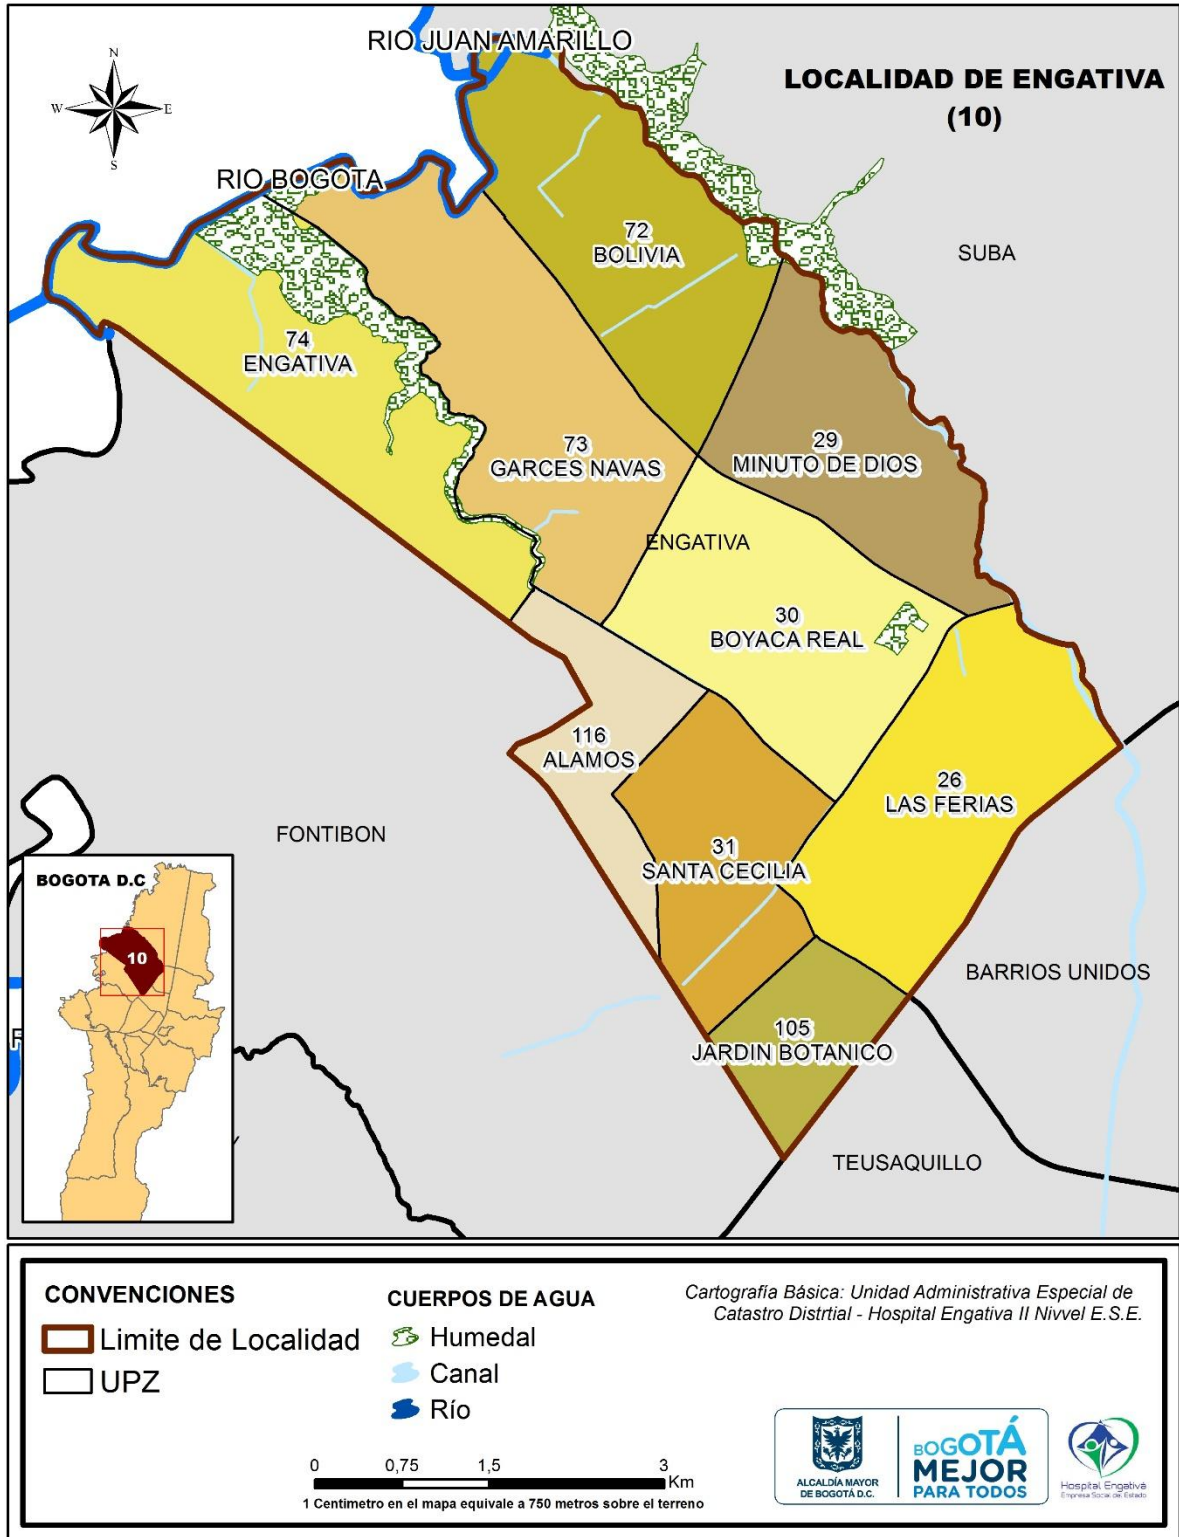 RIO JUAN AMARILLO
LOCALIDAD DE ENGATIVA
(10)
N
W
E
S
RIO BOGOTA
72
BOLIVIA
SUBA
74
ENGATIVA
73
GARCES NAVAS
29
MINUTO DE DIOS
ENGATIVA
30
BOYACA REAL
116
ALAMOS
26
LAS FERIAS
FONTIBON
31
SANTA CECILIA
BOGOTA D.C
10
BARRIOS UNIDOS
105
JARDIN BOTANICO
TEUSAQUILLO
CONVENCIONES
Limite de Localidad
UPZ
CUERPOS DE AGUA
Humedal
Canal
Río
Cartografía Básica: Unidad Administrativa Especial de
Catastro Distrtial - Hospital Engativa II Nivvel E.S.E.
0 0,75 1,5 3
Km
1 Centimetro en el mapa equivale a 750 metros sobre el terreno
ALCALDÍA MAYOR
DE BOGOTÁ D.C.
BOGOTÁ
MEJOR
PARA TODOS
Hospital Engativá
Empresa Social del Estado